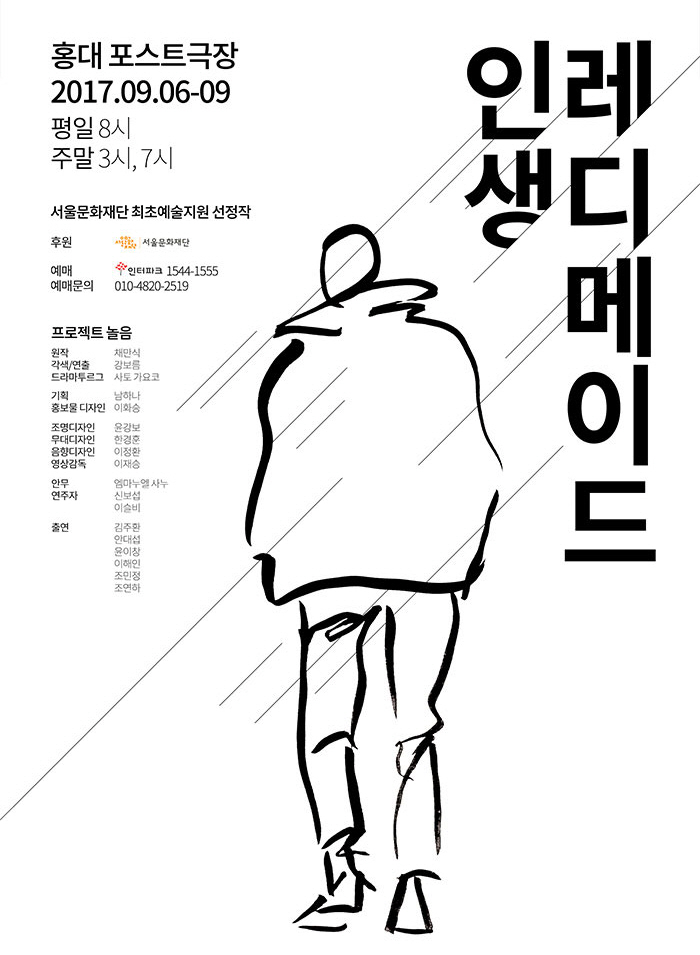 홍대 포스트극장
2017.09.06-09
평일 8시
주말 3시, 7시
레디메이드
인생
서울문화재단 최초예술지원 선정작
후원 서울문화재단
예매 인터파크 1544-1555
예매문의 010-4820-2519
프로젝트 놀음
원작 채만식
각색/연출 강보름
드라마투르그 사토 가요코
기획 남하나
홍보물 디자인 이화승
조명디자인 윤강보
무대디자인 한경훈
음향디자인 이정환
영상감독 이재승
안무 엠마누엘 사누
연주자 신보섭
이슬비
출연 김주환
안대섭
윤이창
이해인
조민정
조연하